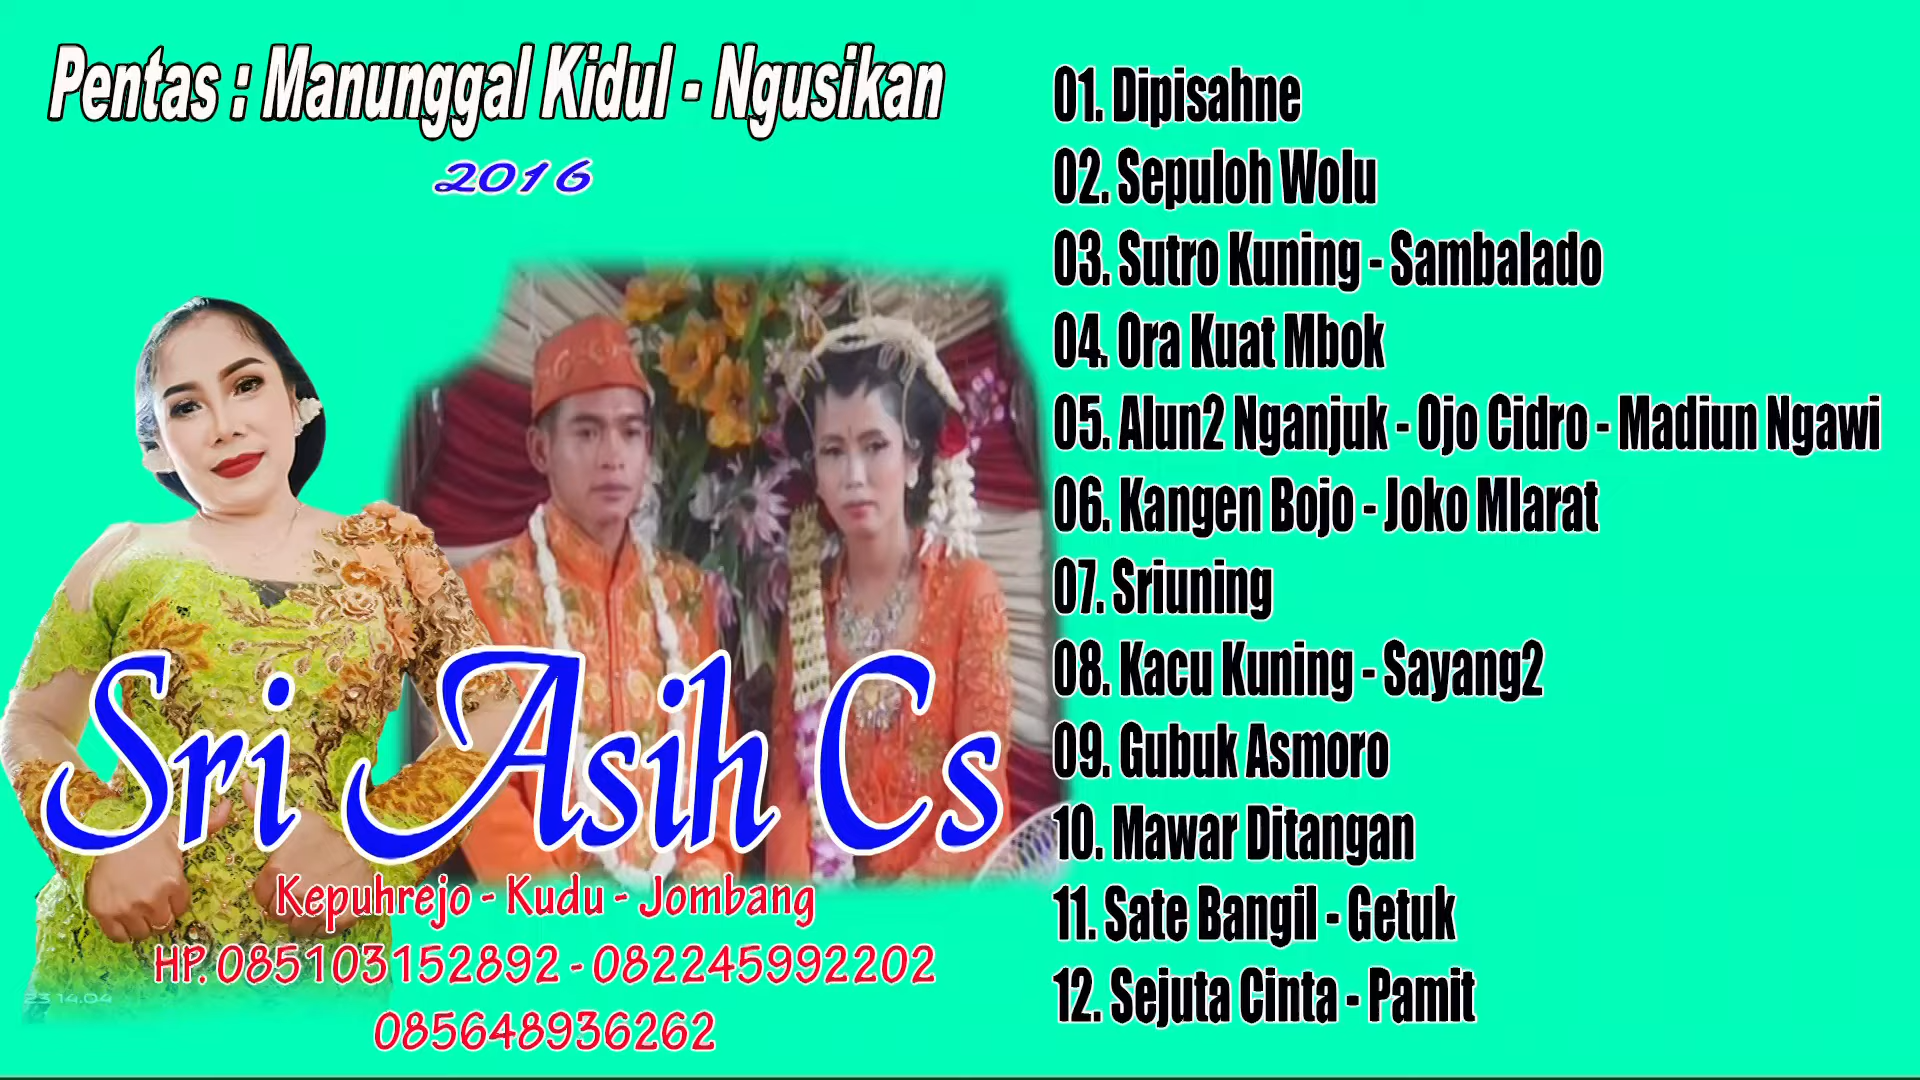 Pentas : Manunggal Kidul - Ngusikan
2016
Sri Asih Cs
Kepuhrejo - Kudu - Jombang
HP. 085103152892 - 082245992202
085648936262
23 14.04
01. Dipisahne
02. Sepuloh Wolu
03. Sutro Kuning - Sambalado
04. Ora Kuat Mbok
05. Alun2 Nganjuk - Ojo Cidro - Madiun Ngawi
06. Kangen Bojo - Joko Mlarat
07. Sriuning
08. Kacu Kuning - Sayang2
09. Gubuk Asmoro
10. Mawar Ditangan
11. Sate Bangil - Getuk
12. Sejuta Cinta - Pamit